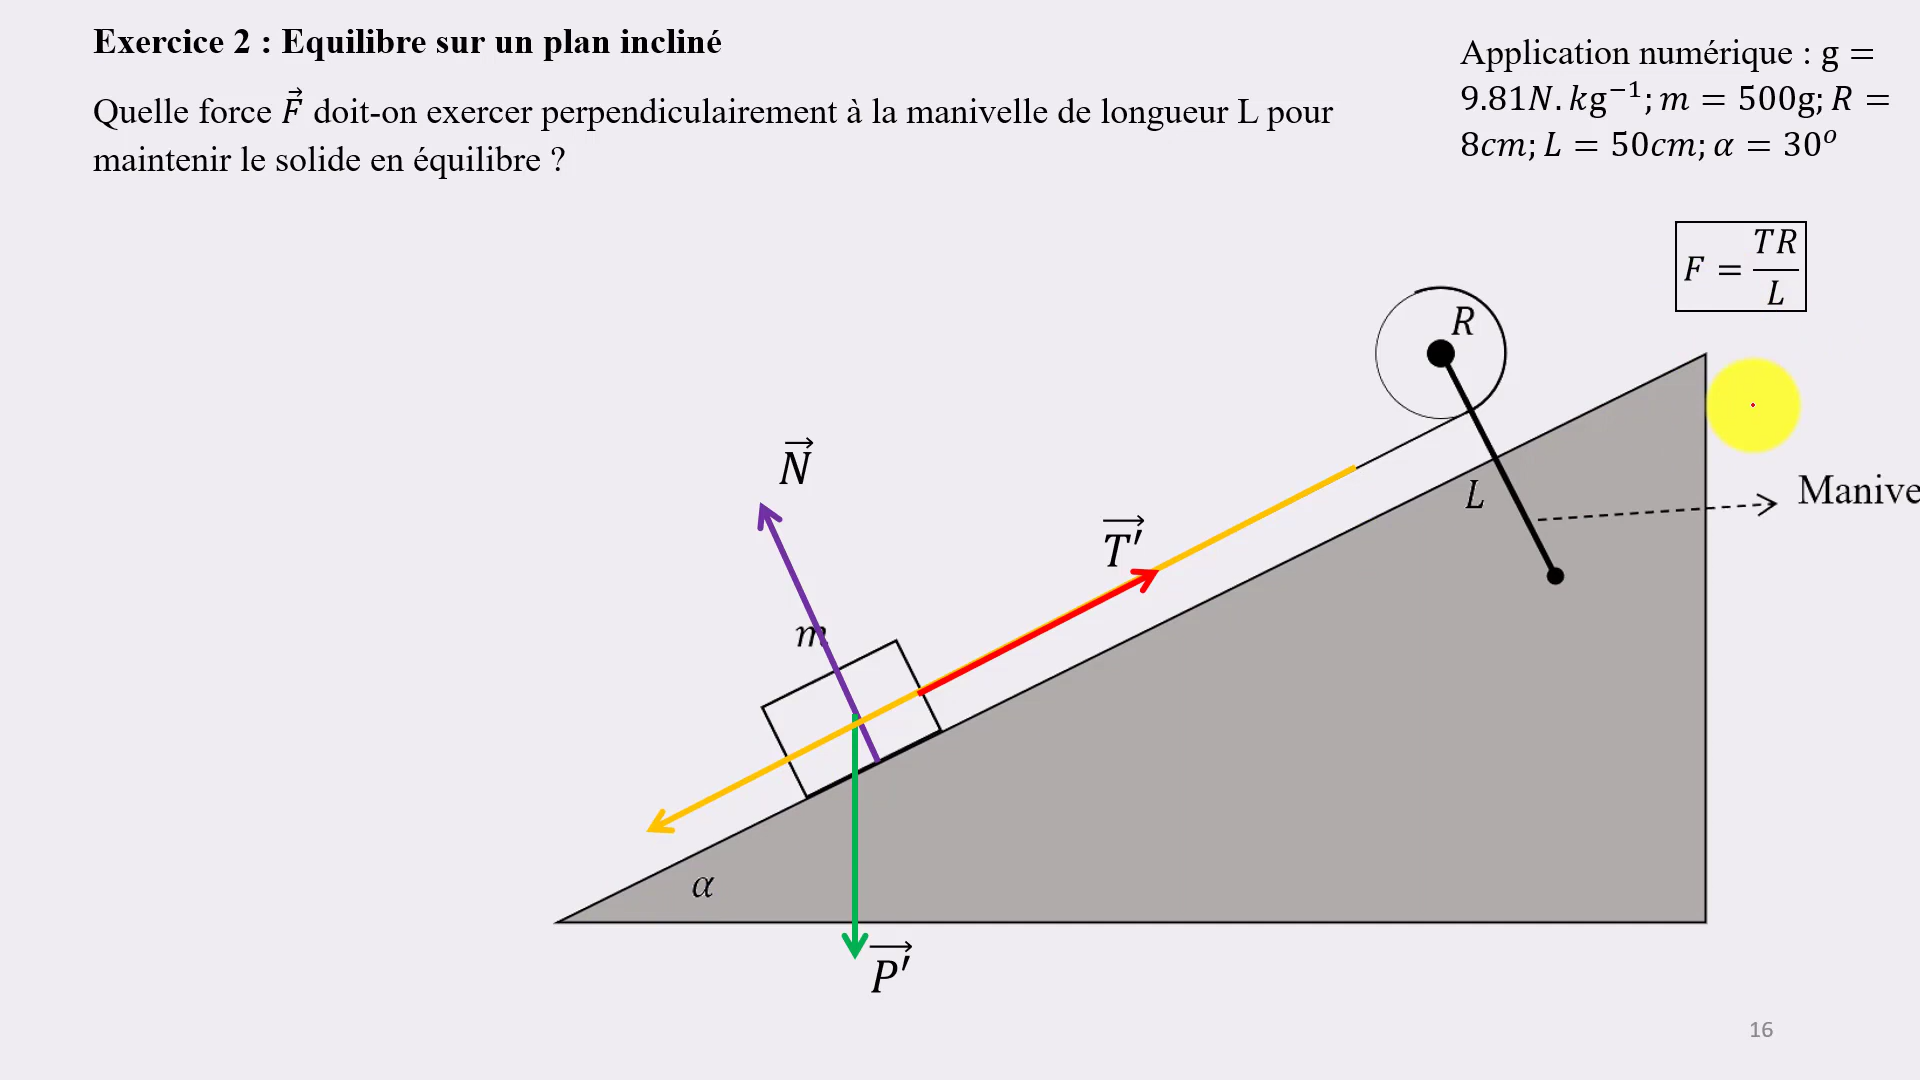 Exercice 2 : Equilibre sur un plan incliné
Quelle force F⃗ doit-on exercer perpendiculairement à la manivelle de longueur L pour
maintenir le solide en équilibre ?
Application numérique : g =
9.81N.kg⁻¹; m = 500g; R =
8cm; L = 50cm; α = 30°
F = TR/L
R
N⃗
L
Manive
T'⃗
m
α
P'⃗
16